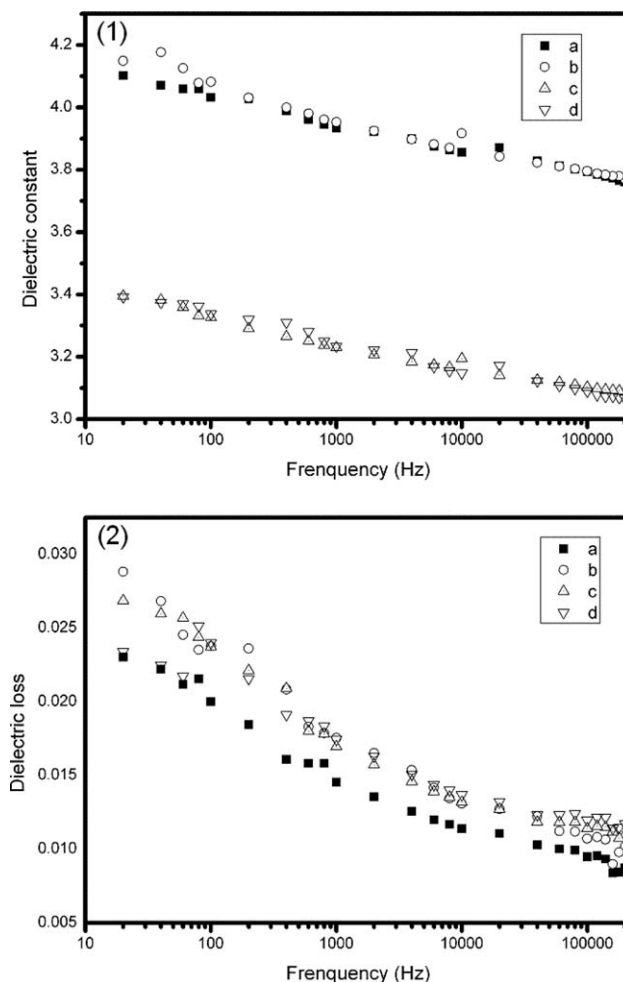 (1)
a
b
c
d
4.2
4.0
3.8
3.6
3.4
3.2
3.0
Dielectric constant
10
100
1000
10000
100000
Frenquency (Hz)
(2)
a
b
c
d
0.030
0.025
0.020
0.015
0.010
0.005
Dielectric loss
10
100
1000
10000
100000
Frenquency (Hz)